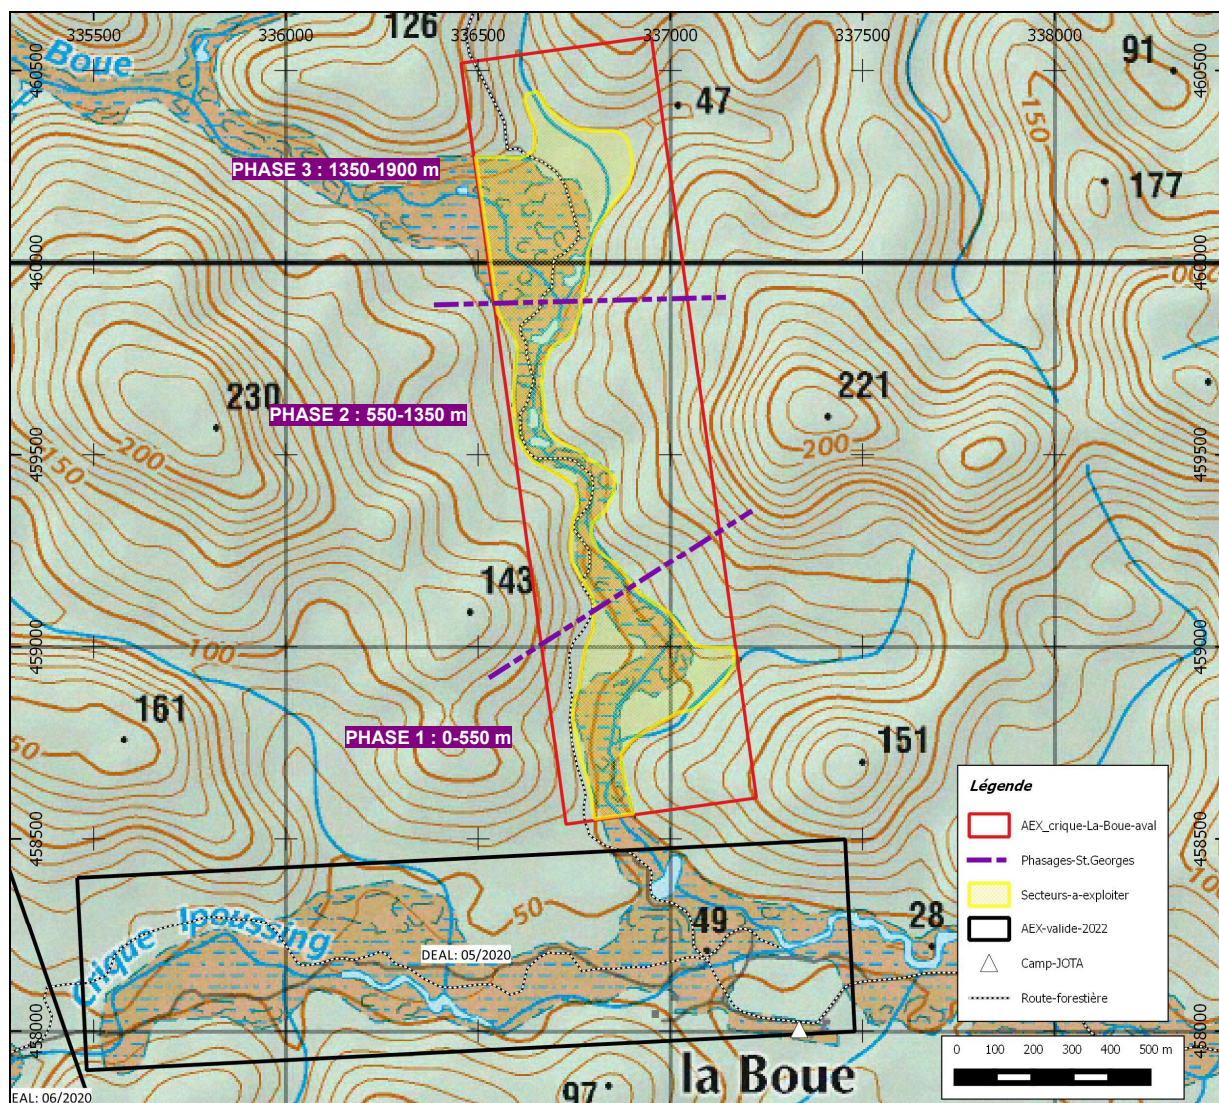 335500 336000 336500 337000 337500 338000
126
Boue
47
91
460500 460500
150
177
PHASE 3 : 1350-1900 m
460000 460000
230
221
PHASE 2 : 550-1350 m
200
200
150
459500 459500
143
100
459000 459000
161
50
151
PHASE 1 : 0-550 m
Légende
AEX_crique-La-Boue-aval
Phasages-St.Georges
Secteurs-a-exploiter
AEX-valide-2022
Camp-JOTA
Route-forestière
458500 458500
50
49
28
Crique Ipoussing
DEAL: 05/2020
458000 458000
la Boue
97
EAL: 06/2020
0 100 200 300 400 500 m